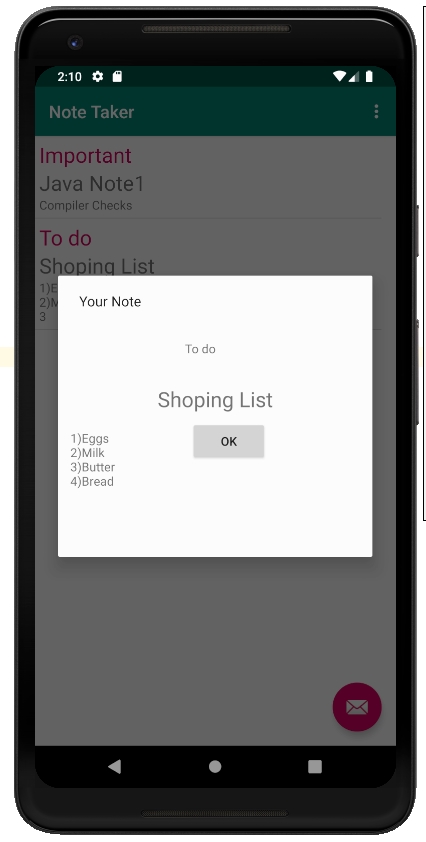 2:10
Note Taker
Important
Java Note1
Compiler Checks
To do
Shoping List
1)E
2)M
3
Your Note
To do
Shoping List
1)Eggs
2)Milk
3)Butter
4)Bread
OK